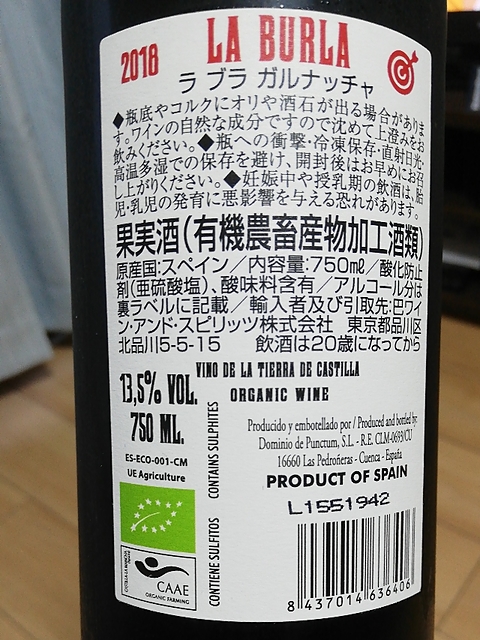 2018
LA BURLA
ラ ブラ ガルナッチャ
◆瓶底やコルクにオリや酒石が出る場合がありま
す。ワインの自然な成分ですので沈めて上澄をお
飲みください。◆瓶への衝撃・冷凍保存・直射日光・
高温多湿での保存を避け、開封後はお早めにお召
し上がりください。◆妊娠中や授乳期の飲酒は、胎
児・乳児の発育に悪影響を与える恐れがあります。
果実酒(有機農畜産物加工酒類)
原産国:スペイン/内容量:750㎖/酸化防止
剤(亜硫酸塩)、酸味料含有/アルコール分は
裏ラベルに記載/輸入者及び引取先:巴ワイ
ン・アンド・スピリッツ株式会社 東京都品川区
北品川5-5-15 飲酒は20歳になってから
VINO DE LA TIERRA DE CASTILLA
ORGANIC WINE
13,5% VOL.
750 ML.
ES-ECO-001-CM
UE Agriculture
CONTIENE SULFITOS CONTAINS SULPHITES
Producido y embotellado por / Produced and bottled by:
Dominio de Punctum, S.L. - R.E. CLM-0693/CU
16660 Las Pedroñeras - Cuenca - España
PRODUCT OF SPAIN
L1551942
CAAE
ORGANIC FARMING
8 437014 636406